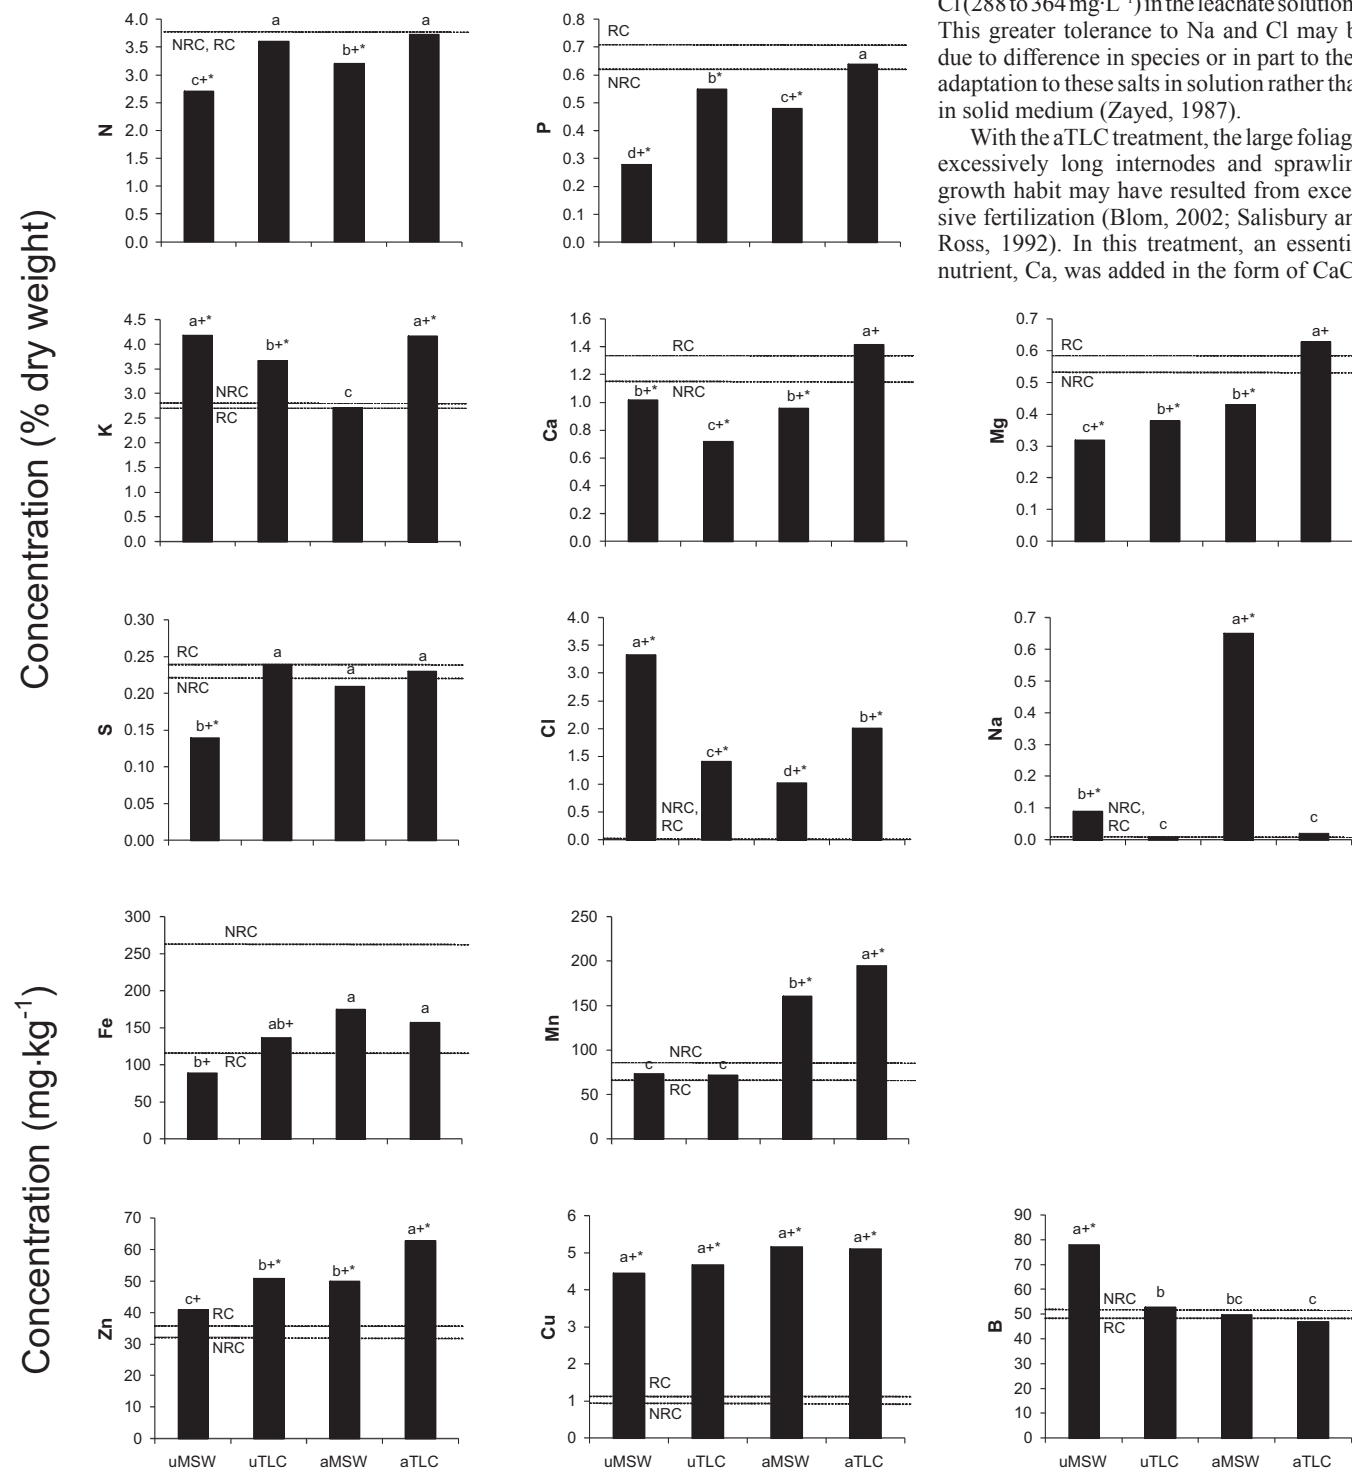 Cl (288 to 364 mg·L⁻¹) in the leachate solution.
This greater tolerance to Na and Cl may b
due to difference in species or in part to the
adaptation to these salts in solution rather tha
in solid medium (Zayed, 1987).
With the aTLC treatment, the large foliag
excessively long internodes and sprawlin
growth habit may have resulted from exce
sive fertilization (Blom, 2002; Salisbury an
Ross, 1992). In this treatment, an essenti
nutrient, Ca, was added in the form of CaC
Concentration (% dry weight)
N
4.0
3.5
3.0
2.5
2.0
1.5
1.0
0.5
0.0
NRC, RC
c+*
a
b+*
a
P
0.8
0.7
0.6
0.5
0.4
0.3
0.2
0.1
0.0
RC
NRC
d+*
b*
c+*
a
K
4.5
4.0
3.5
3.0
2.5
2.0
1.5
1.0
0.5
0.0
a+*
b+*
c
a+*
NRC
RC
Ca
1.6
1.4
1.2
1.0
0.8
0.6
0.4
0.2
0.0
RC
NRC
b+*
c+*
b+*
a+
Mg
0.7
0.6
0.5
0.4
0.3
0.2
0.1
0.0
RC
NRC
c+*
b+*
b+*
a+
S
0.30
0.25
0.20
0.15
0.10
0.05
0.00
RC
NRC
b+*
a
a
a
Cl
4.0
3.5
3.0
2.5
2.0
1.5
1.0
0.5
0.0
a+*
c+*
d+*
b+*
NRC,
RC
Na
0.7
0.6
0.5
0.4
0.3
0.2
0.1
0.0
b+*
NRC,
RC
c
a+*
c
Concentration (mg·kg⁻¹)
Fe
300
250
200
150
100
50
0
NRC
RC
b+
ab+
a
a
Mn
250
200
150
100
50
0
NRC
RC
c
c
b+*
a+*
Zn
70
60
50
40
30
20
10
0
c+
b+*
b+*
a+*
RC
NRC
uMSW uTLC aMSW aTLC
Cu
6
5
4
3
2
1
0
a+*
a+*
a+*
a+*
RC
NRC
uMSW uTLC aMSW aTLC
B
90
80
70
60
50
40
30
20
10
0
a+*
b
bc
c
NRC
RC
uMSW uTLC aMSW aTLC